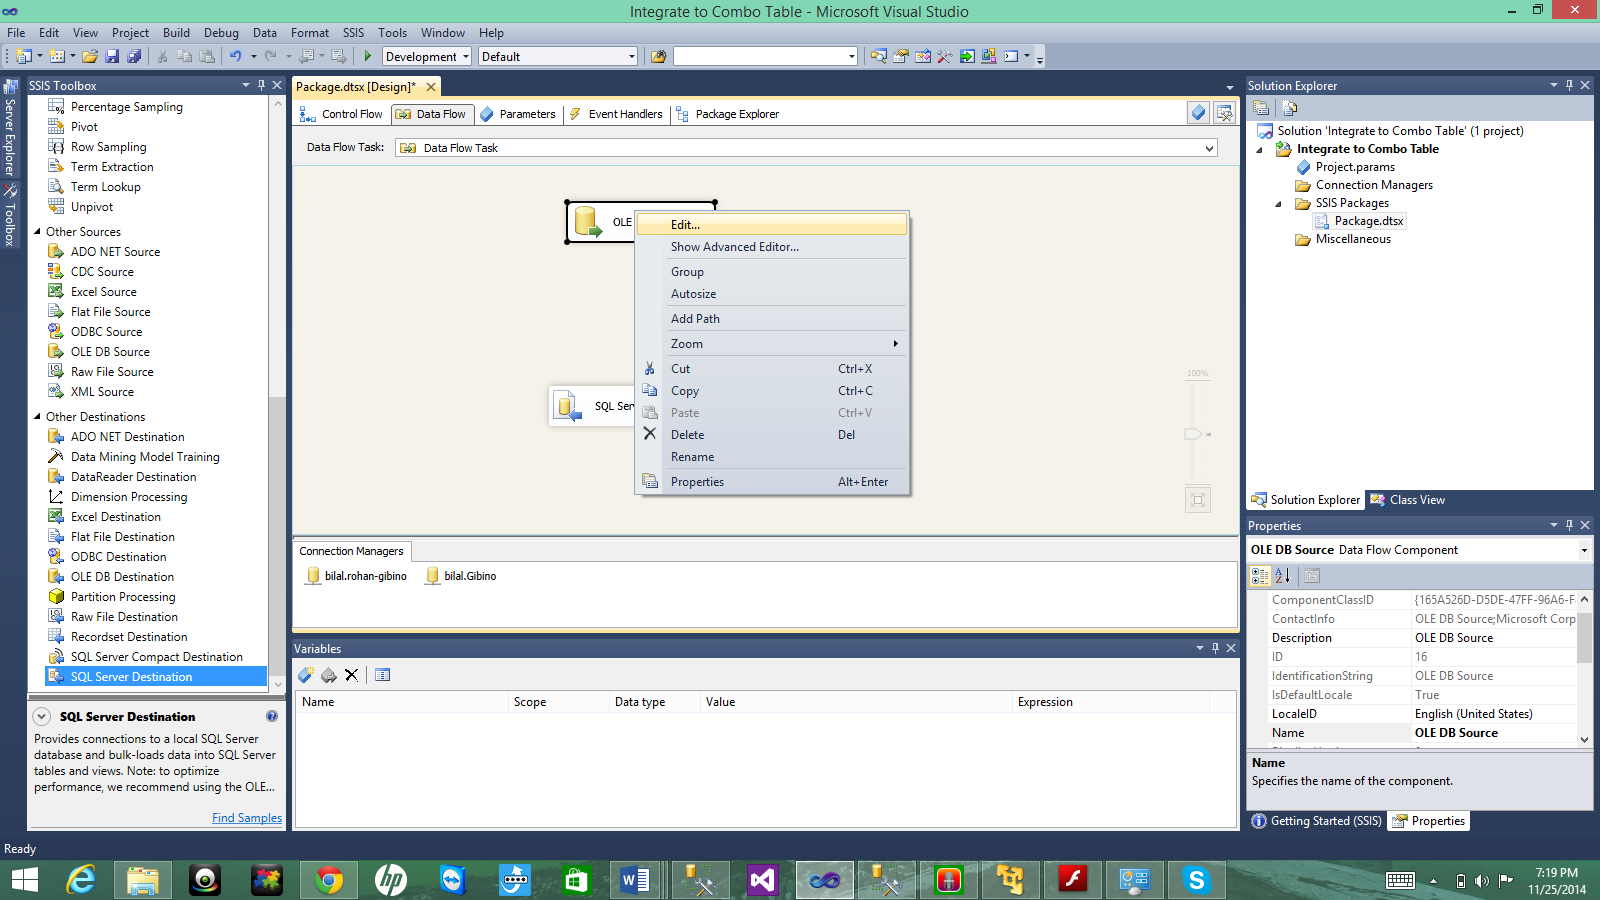 Integrate to Combo Table - Microsoft Visual Studio
File Edit View Project Build Debug Data Format SSIS Tools Window Help
Development Default
Server Explorer
Toolbox
SSIS Toolbox
Percentage Sampling
Pivot
Row Sampling
Term Extraction
Term Lookup
Unpivot
Other Sources
ADO NET Source
CDC Source
Excel Source
Flat File Source
ODBC Source
OLE DB Source
Raw File Source
XML Source
Other Destinations
ADO NET Destination
Data Mining Model Training
DataReader Destination
Dimension Processing
Excel Destination
Flat File Destination
ODBC Destination
OLE DB Destination
Partition Processing
Raw File Destination
Recordset Destination
SQL Server Compact Destination
SQL Server Destination
SQL Server Destination
Provides connections to a local SQL Server
database and bulk-loads data into SQL Server
tables and views. Note: to optimize
performance, we recommend using the OLE...
Find Samples
Package.dtsx [Design]*
Control Flow Data Flow Parameters Event Handlers Package Explorer
Data Flow Task: Data Flow Task
OLE
SQL Ser
Edit...
Show Advanced Editor...
Group
Autosize
Add Path
Zoom
Cut Ctrl+X
Copy Ctrl+C
Paste Ctrl+V
Delete Del
Rename
Properties Alt+Enter
100%
Connection Managers
bilal.rohan-gibino bilal.Gibino
Variables
Name Scope Data type Value Expression
Solution Explorer
Solution 'Integrate to Combo Table' (1 project)
Integrate to Combo Table
Project.params
Connection Managers
SSIS Packages
Package.dtsx
Miscellaneous
Solution Explorer Class View
Properties
OLE DB Source Data Flow Component
ComponentClassID {165A526D-D5DE-47FF-96A6-F
ContactInfo OLE DB Source;Microsoft Corp
Description OLE DB Source
ID 16
IdentificationString OLE DB Source
IsDefaultLocale True
LocaleID English (United States)
Name OLE DB Source
Name
Specifies the name of the component.
Getting Started (SSIS) Properties
Ready
7:19 PM
11/25/2014